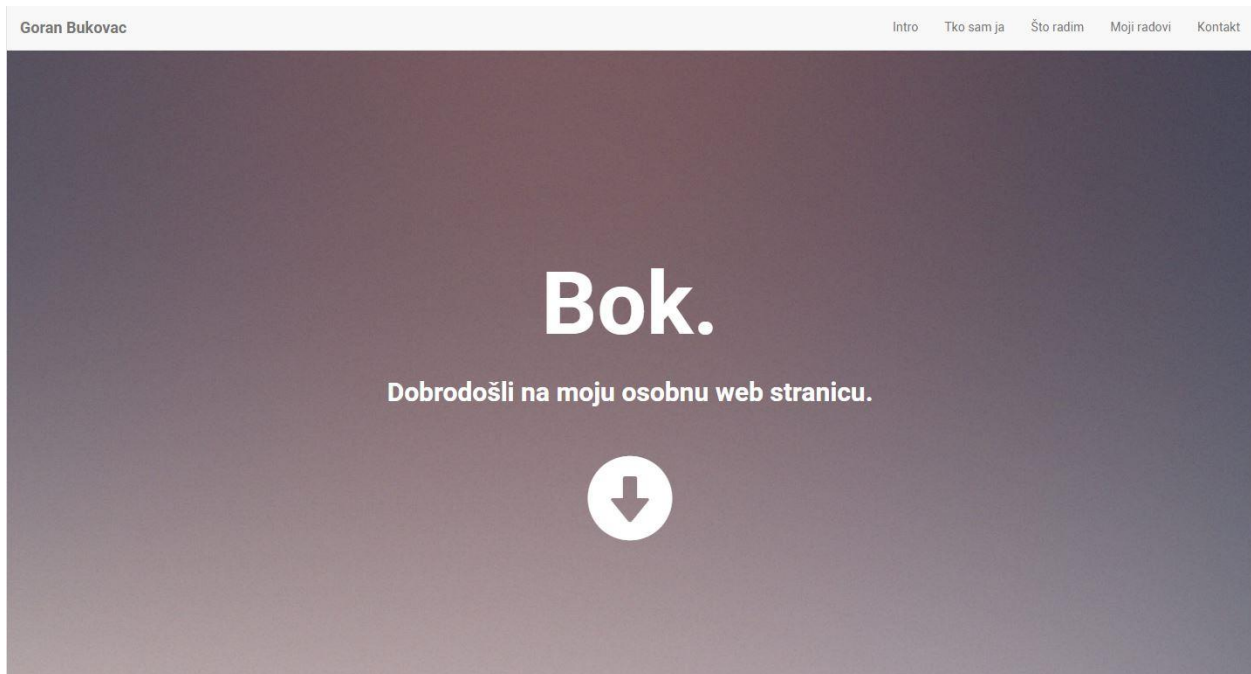 Goran Bukovac Intro Tko sam ja Što radim Moji radovi Kontakt
Bok.
Dobrodošli na moju osobnu web stranicu.